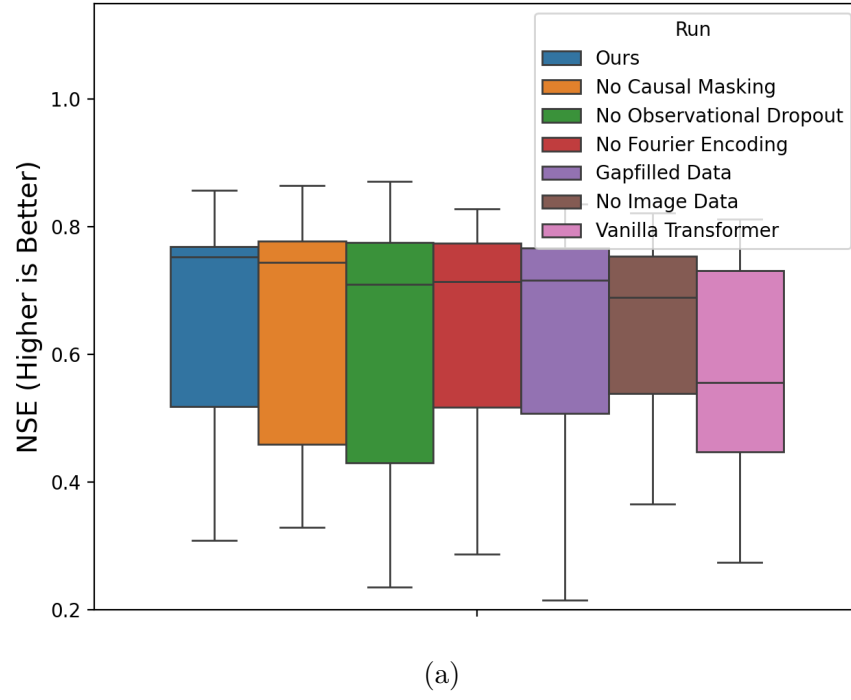 Run
Ours
No Causal Masking
No Observational Dropout
No Fourier Encoding
Gapfilled Data
No Image Data
Vanilla Transformer
NSE (Higher is Better)
1.0
0.8
0.6
0.4
0.2
(a)